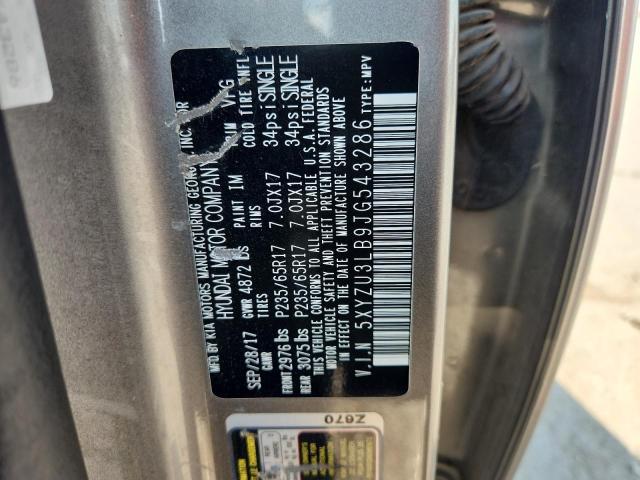 MFD BY KIA MOTORS MANUFACTURING GEORGIA INC. FOR
HYUNDAI MOTOR COMPANY
SEP/28/17 GVWR 4872 LBS PAINT IM VFG
GAWR TIRES RIMS COLD TIRE INFL
FRONT 2976 lbs P235/65R17 7.0JX17 34psi SINGLE
REAR 3075 lbs P235/65R17 7.0JX17 34psi SINGLE
THIS VEHICLE CONFORMS TO ALL APPLICABLE U.S.A. FEDERAL
MOTOR VEHICLE SAFETY AND THEFT PREVENTION STANDARDS
IN EFFECT ON THE DATE OF MANUFACTURE SHOWN ABOVE.
V.I.N 5XYZU3LB9JG543286 TYPE:MPV
Z670